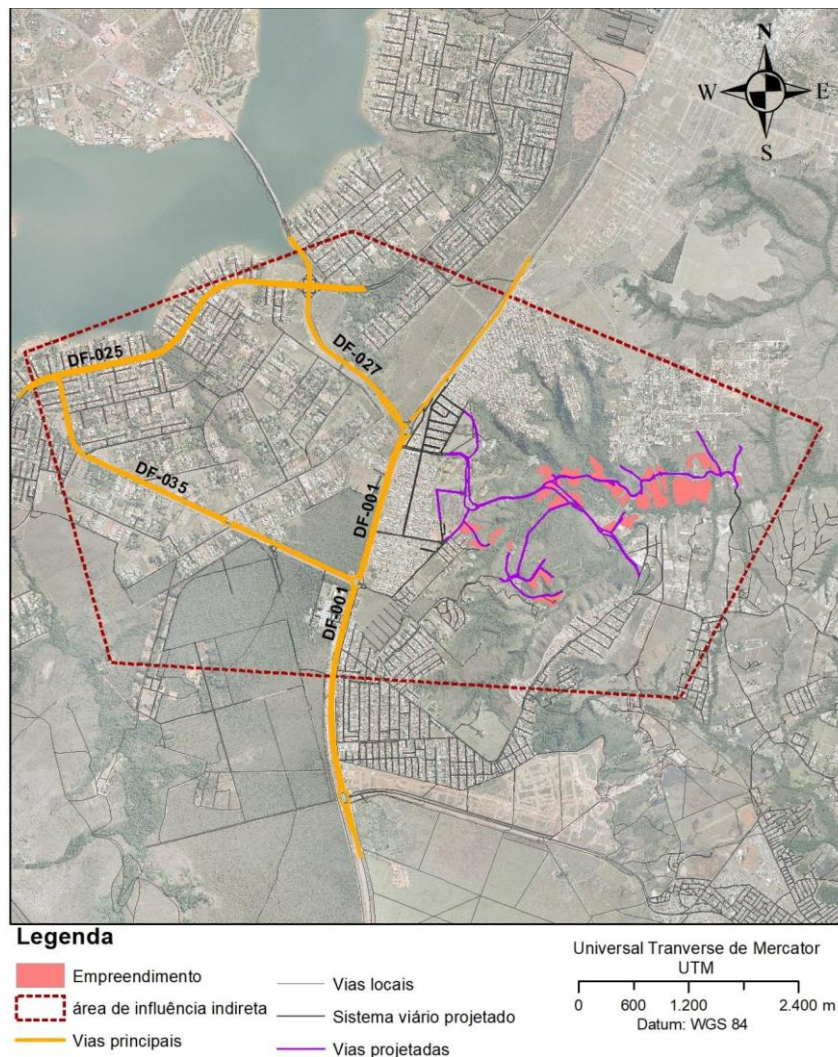 N
W E
S
DF-025
DF-027
DF-035
DF-001
DF-001
Legenda
Empreendimento
área de influência indireta
Vias principais
Vias locais
Sistema viário projetado
Vias projetadas
Universal Tranverse de Mercator
UTM
0 600 1.200 2.400 m
Datum: WGS 84